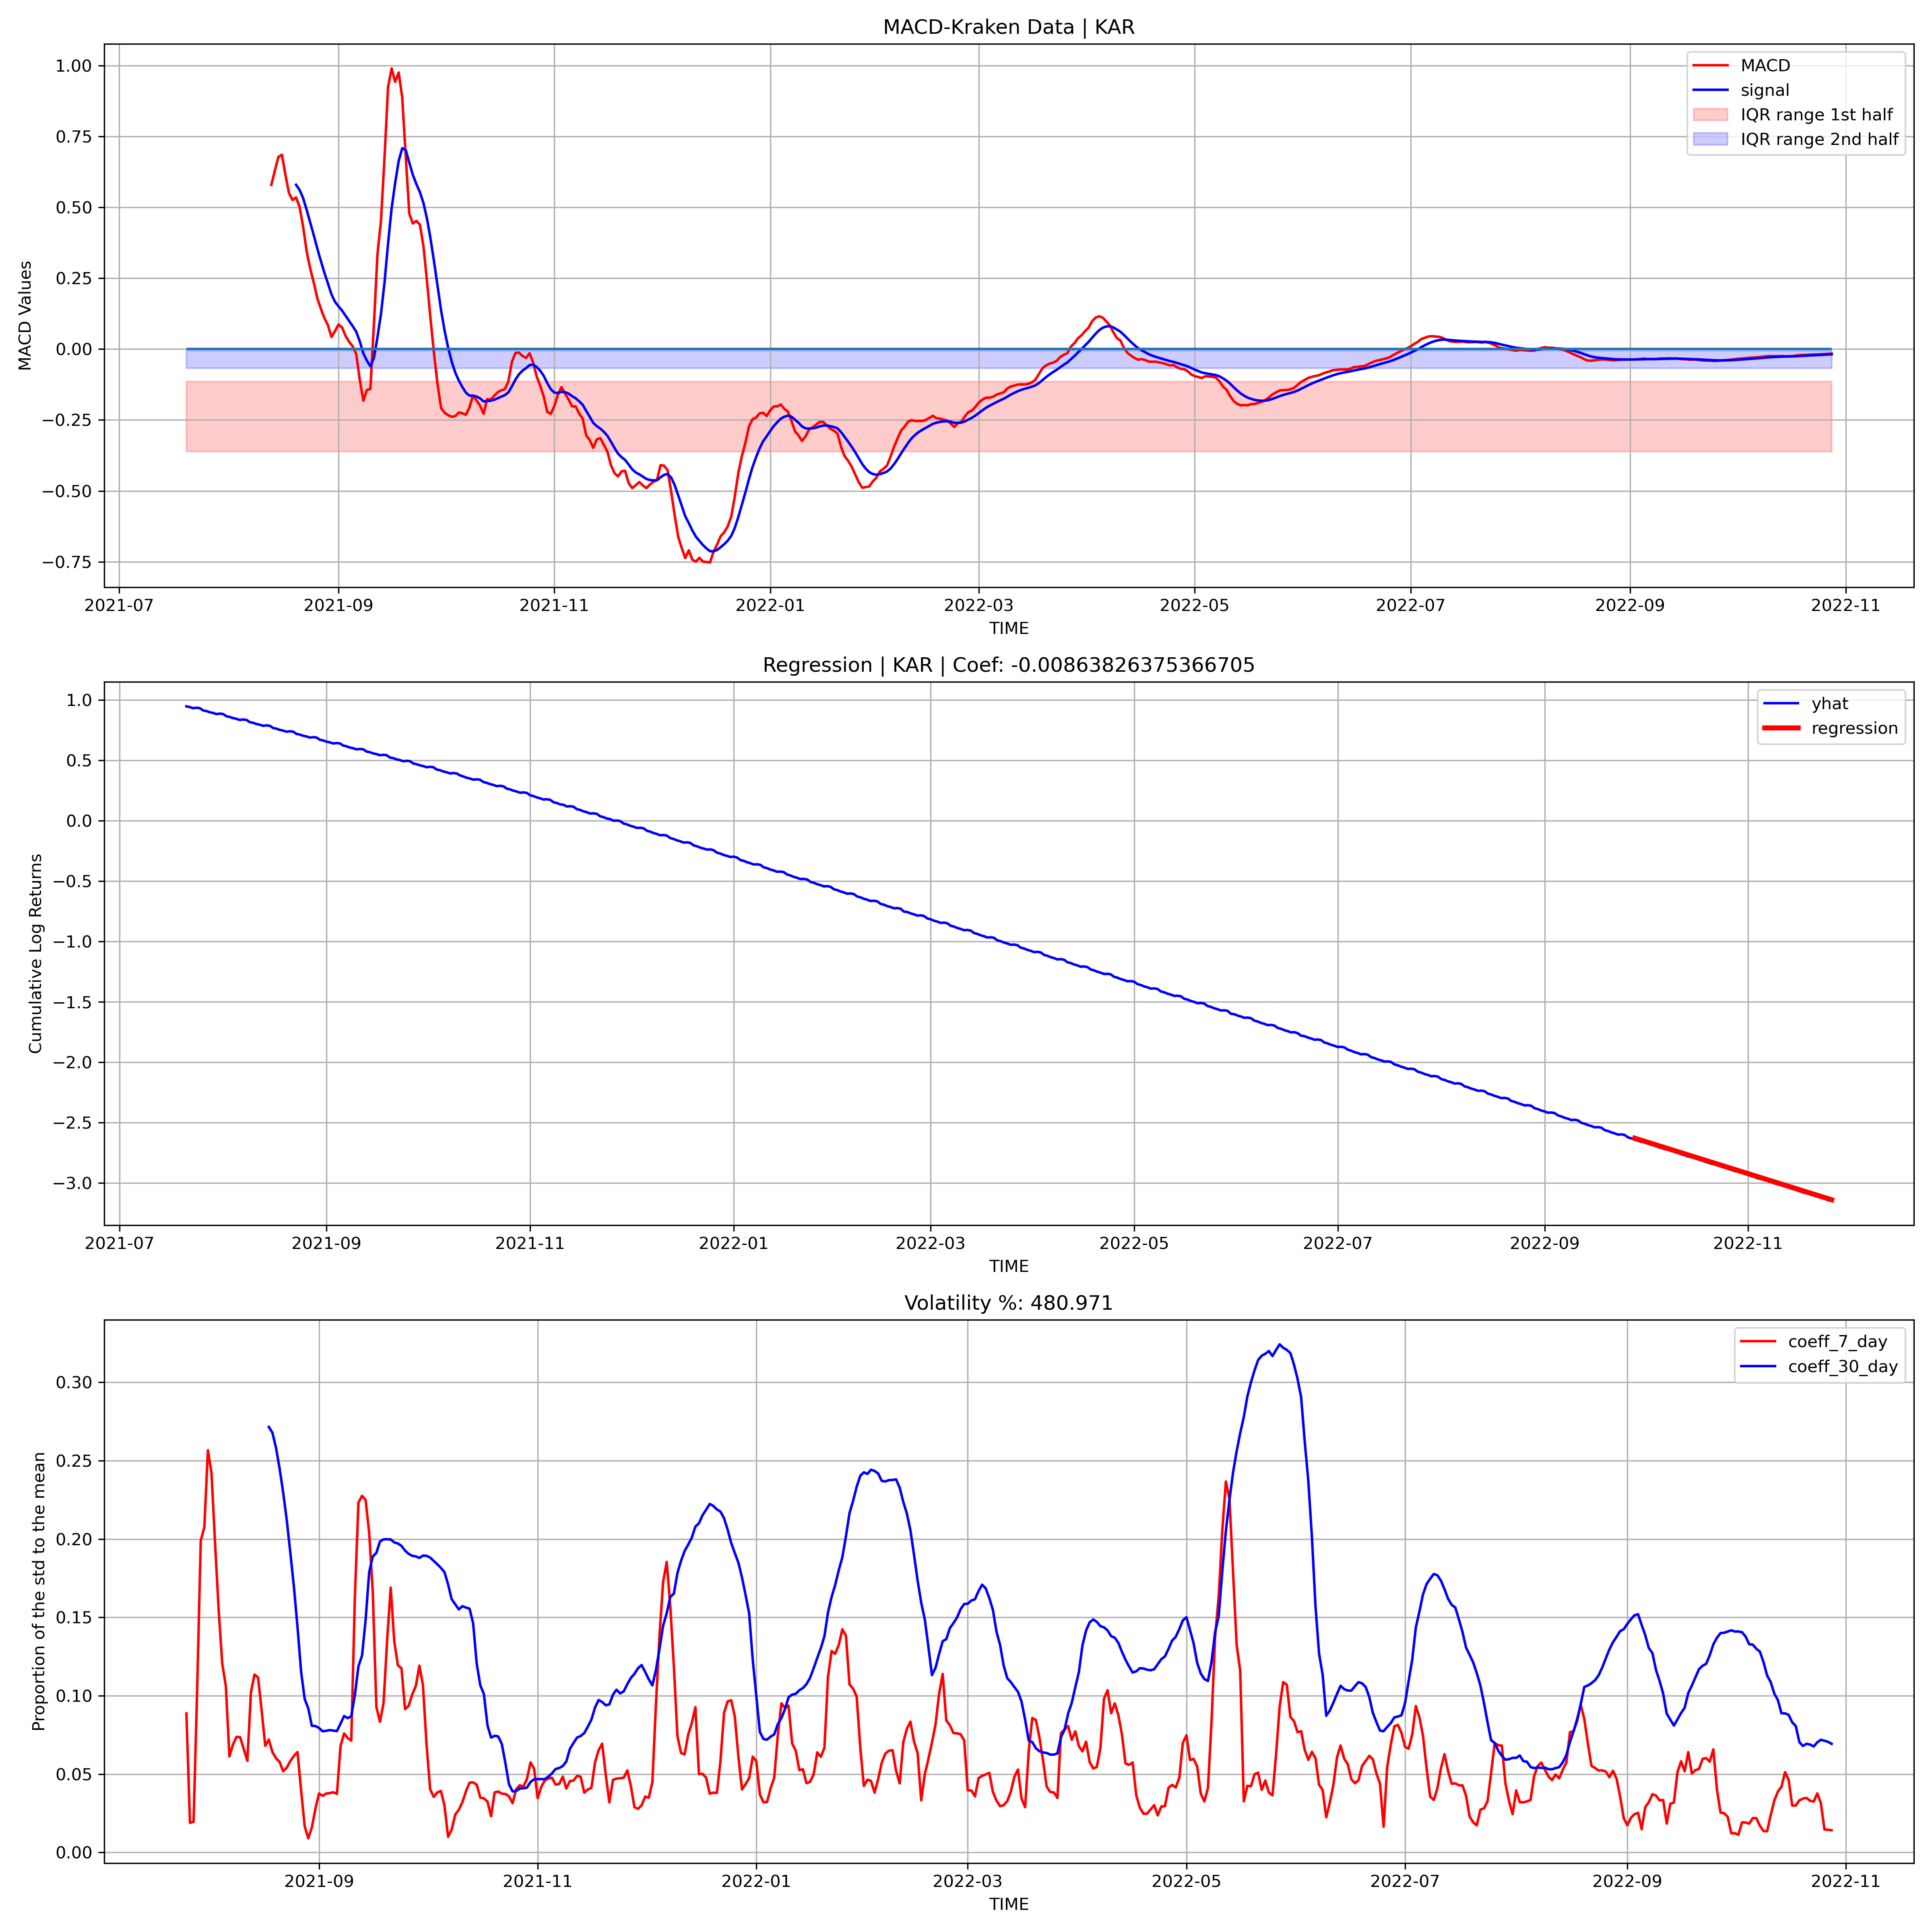 MACD-Kraken Data | KAR
MACD Values
1.00
0.75
0.50
0.25
0.00
−0.25
−0.50
−0.75
MACD
signal
IQR range 1st half
IQR range 2nd half
2021-07 2021-09 2021-11 2022-01 2022-03 2022-05 2022-07 2022-09 2022-11
TIME
Regression | KAR | Coef: -0.00863826375366705
Cumulative Log Returns
1.0
0.5
0.0
−0.5
−1.0
−1.5
−2.0
−2.5
−3.0
yhat
regression
2021-07 2021-09 2021-11 2022-01 2022-03 2022-05 2022-07 2022-09 2022-11
TIME
Volatility %: 480.971
Proportion of the std to the mean
0.30
0.25
0.20
0.15
0.10
0.05
0.00
coeff_7_day
coeff_30_day
2021-09 2021-11 2022-01 2022-03 2022-05 2022-07 2022-09 2022-11
TIME